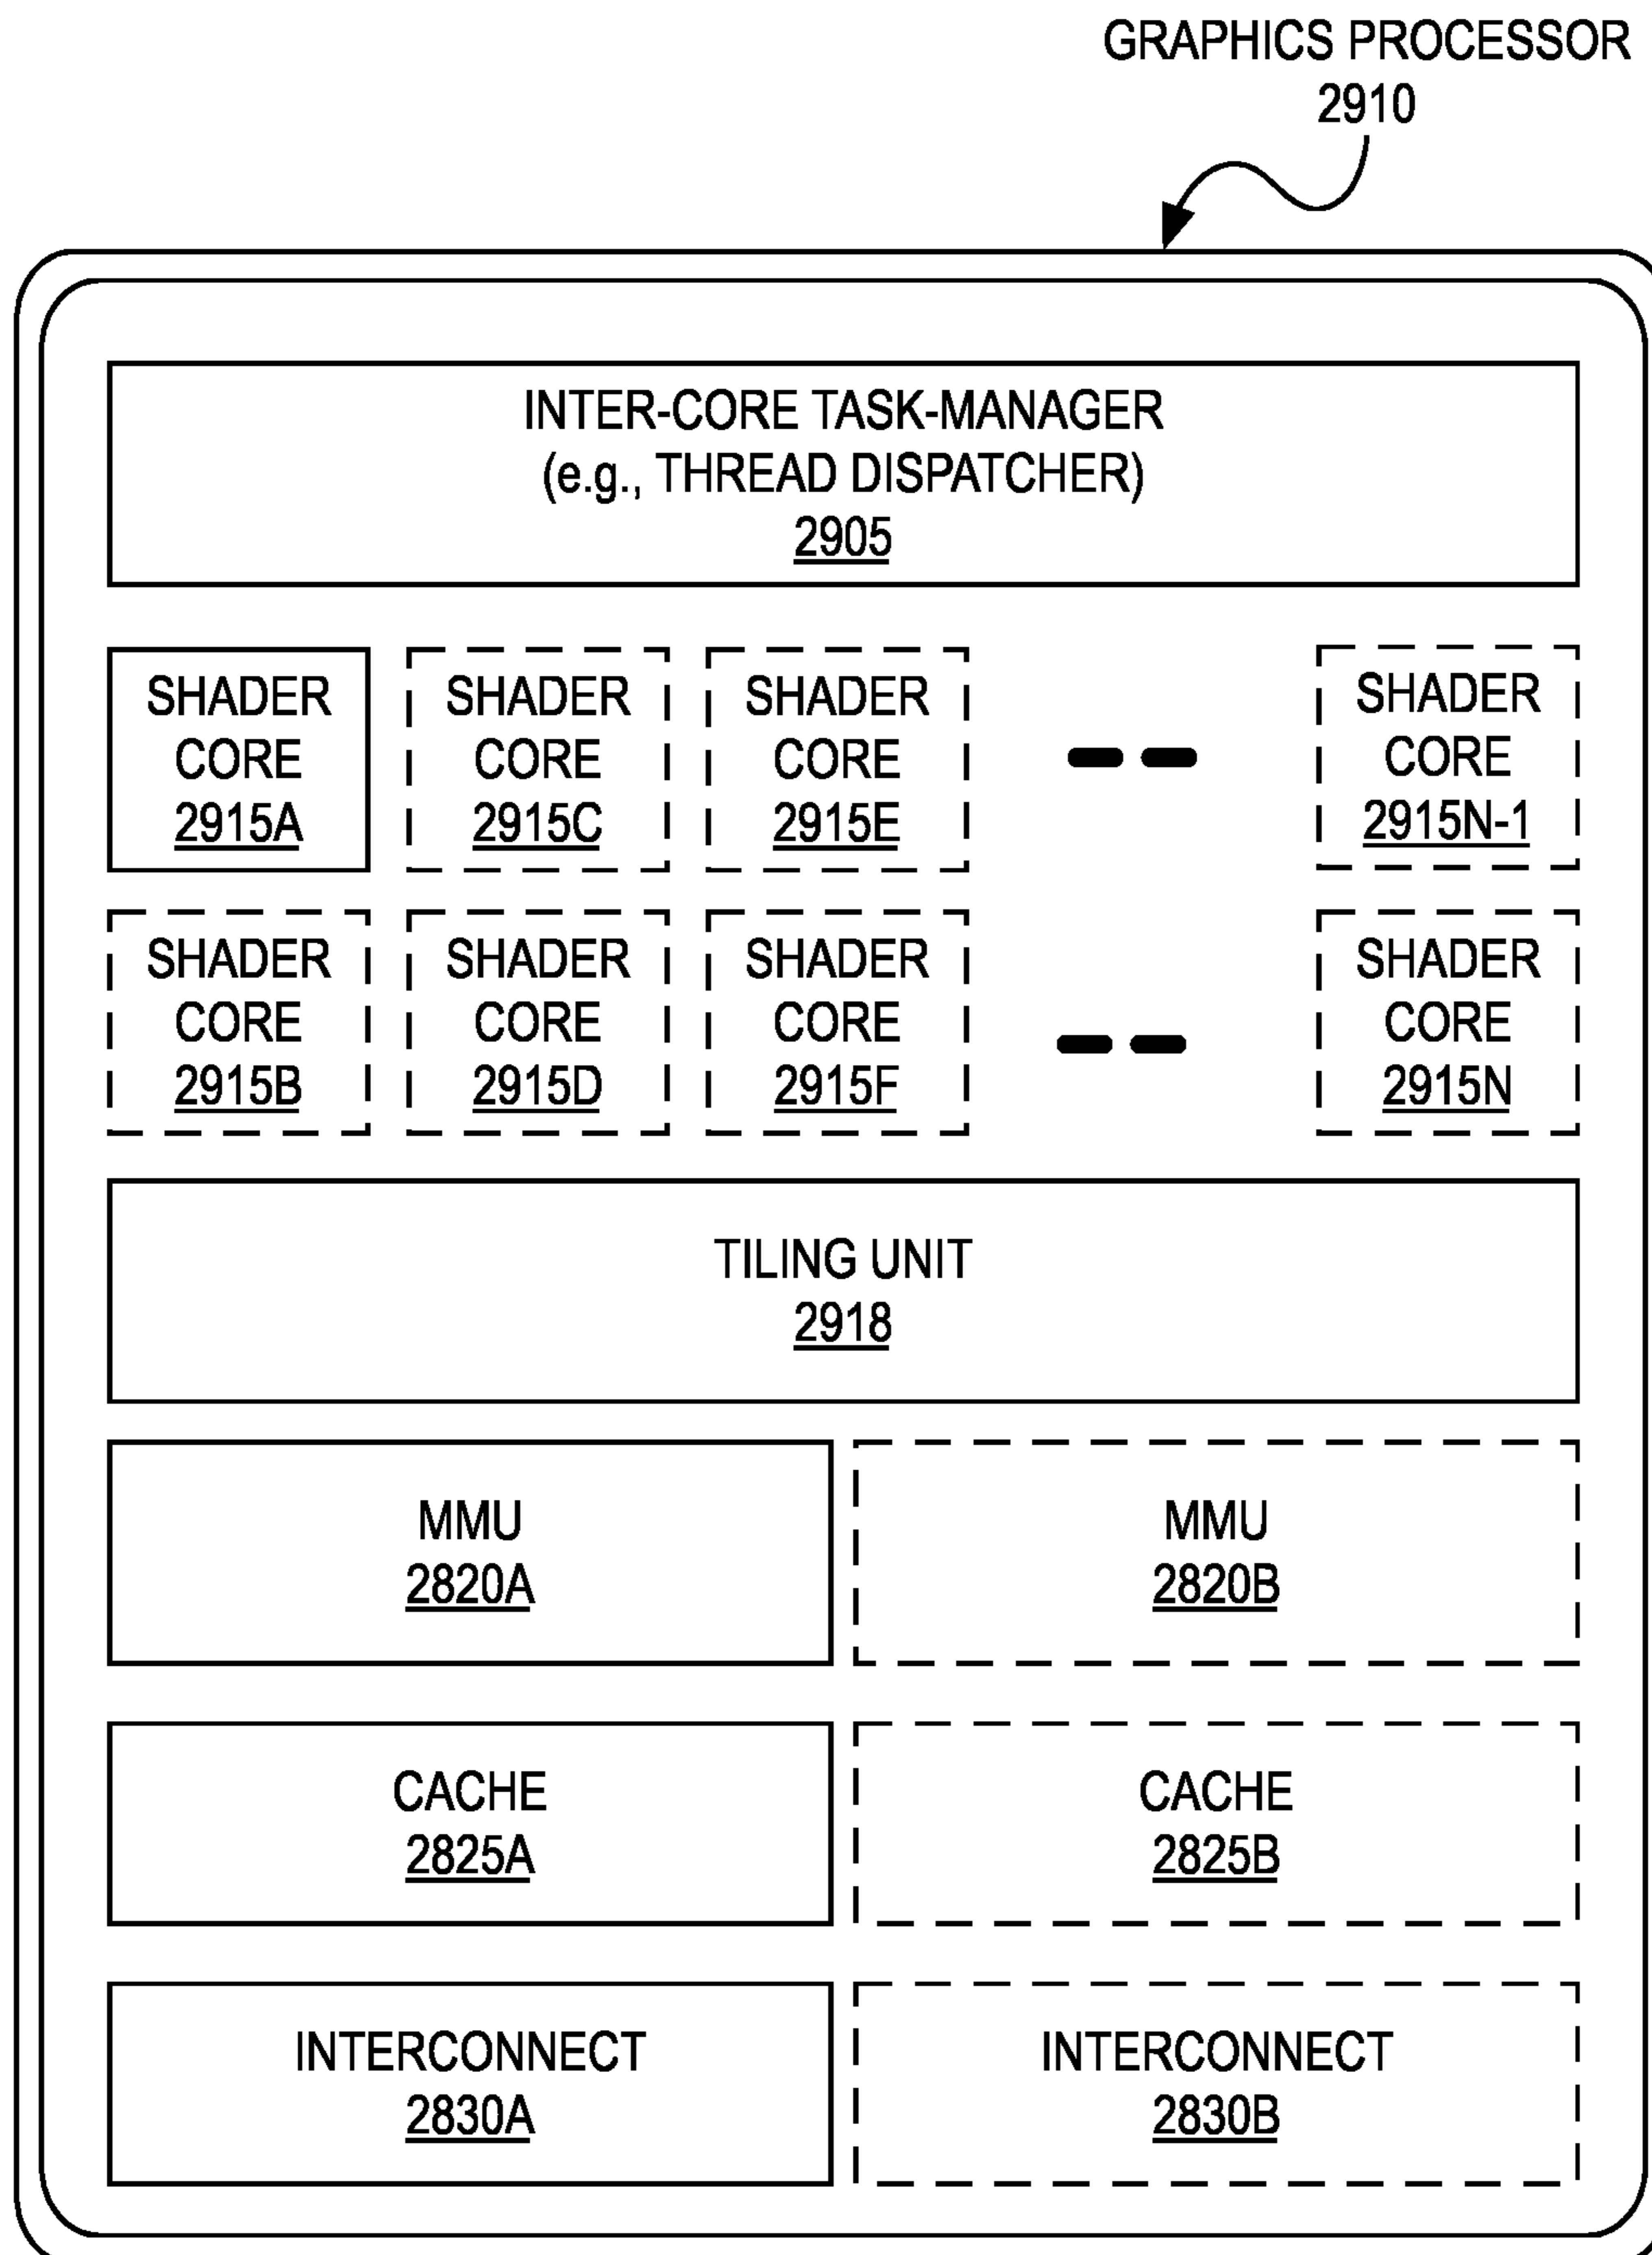 GRAPHICS PROCESSOR
2910
INTER-CORE TASK-MANAGER
(e.g., THREAD DISPATCHER)
2905
SHADER
CORE
2915A
SHADER
CORE
2915C
SHADER
CORE
2915E
SHADER
CORE
2915N-1
SHADER
CORE
2915B
SHADER
CORE
2915D
SHADER
CORE
2915F
SHADER
CORE
2915N
TILING UNIT
2918
MMU
2820A
MMU
2820B
CACHE
2825A
CACHE
2825B
INTERCONNECT
2830A
INTERCONNECT
2830B